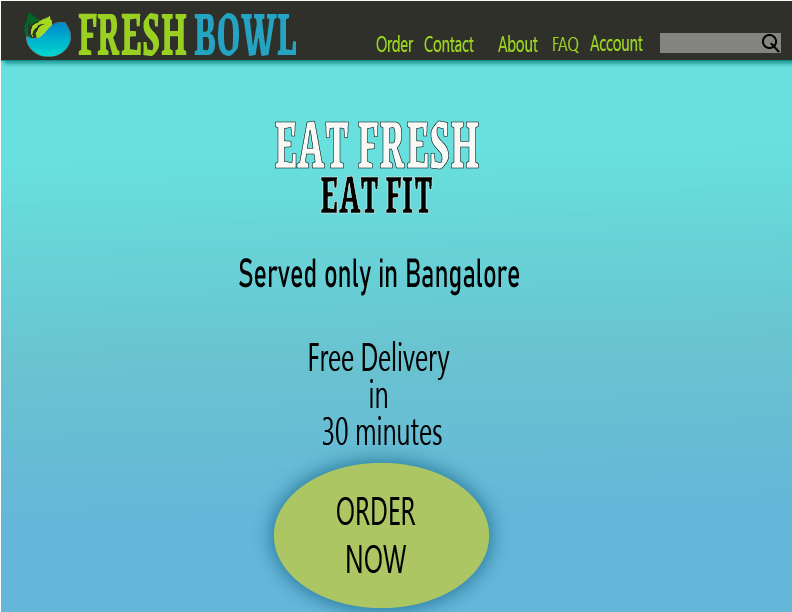 FRESH BOWL
Order Contact About FAQ Account
EAT FRESH
EAT FIT
Served only in Bangalore
Free Delivery
in
30 minutes
ORDER
NOW